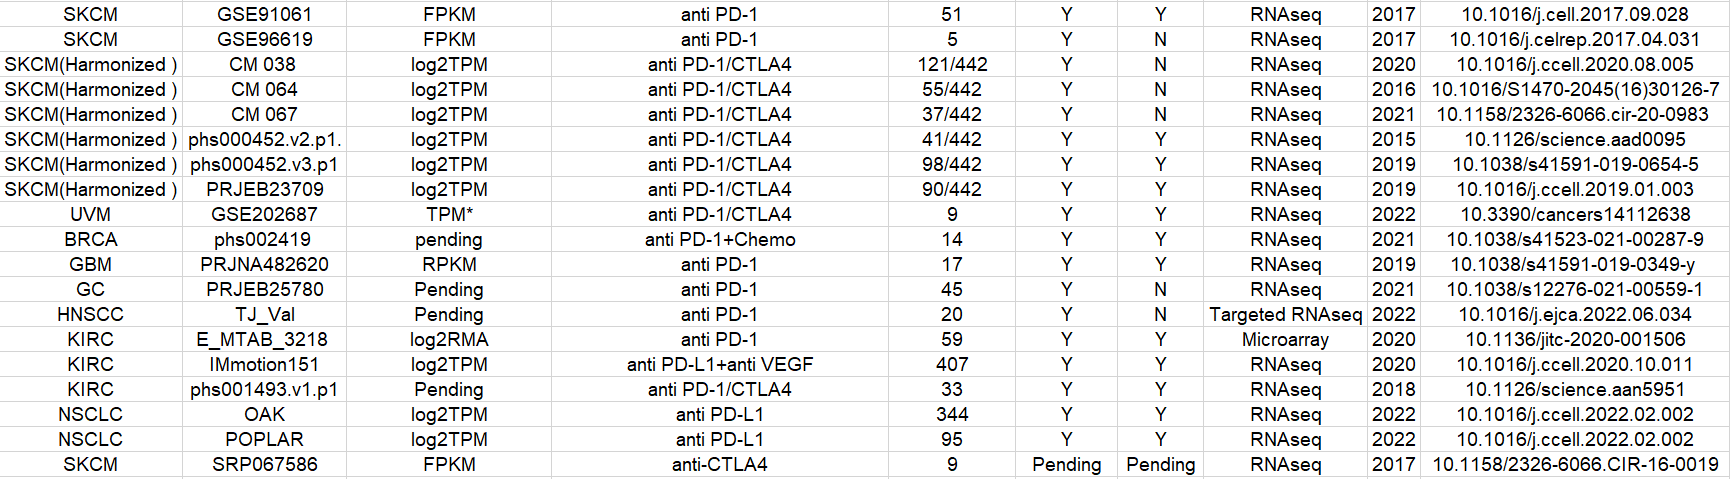 SKCM GSE91061 FPKM anti PD-1 51 Y Y RNAseq 2017 10.1016/j.cell.2017.09.028
SKCM GSE96619 FPKM anti PD-1 5 Y N RNAseq 2017 10.1016/j.celrep.2017.04.031
SKCM(Harmonized ) CM 038 log2TPM anti PD-1/CTLA4 121/442 Y N RNAseq 2020 10.1016/j.ccell.2020.08.005
SKCM(Harmonized ) CM 064 log2TPM anti PD-1/CTLA4 55/442 Y N RNAseq 2016 10.1016/S1470-2045(16)30126-7
SKCM(Harmonized ) CM 067 log2TPM anti PD-1/CTLA4 37/442 Y N RNAseq 2021 10.1158/2326-6066.cir-20-0983
SKCM(Harmonized ) phs000452.v2.p1. log2TPM anti PD-1/CTLA4 41/442 Y Y RNAseq 2015 10.1126/science.aad0095
SKCM(Harmonized ) phs000452.v3.p1 log2TPM anti PD-1/CTLA4 98/442 Y Y RNAseq 2019 10.1038/s41591-019-0654-5
SKCM(Harmonized ) PRJEB23709 log2TPM anti PD-1/CTLA4 90/442 Y Y RNAseq 2019 10.1016/j.ccell.2019.01.003
UVM GSE202687 TPM* anti PD-1/CTLA4 9 Y Y RNAseq 2022 10.3390/cancers14112638
BRCA phs002419 pending anti PD-1+Chemo 14 Y Y RNAseq 2021 10.1038/s41523-021-00287-9
GBM PRJNA482620 RPKM anti PD-1 17 Y Y RNAseq 2019 10.1038/s41591-019-0349-y
GC PRJEB25780 Pending anti PD-1 45 Y N RNAseq 2021 10.1038/s12276-021-00559-1
HNSCC TJ_Val Pending anti PD-1 20 Y N Targeted RNAseq 2022 10.1016/j.ejca.2022.06.034
KIRC E_MTAB_3218 log2RMA anti PD-1 59 Y Y Microarray 2020 10.1136/jitc-2020-001506
KIRC IMmotion151 log2TPM anti PD-L1+anti VEGF 407 Y Y RNAseq 2020 10.1016/j.ccell.2020.10.011
KIRC phs001493.v1.p1 Pending anti PD-1/CTLA4 33 Y Y RNAseq 2018 10.1126/science.aan5951
NSCLC OAK log2TPM anti PD-L1 344 Y Y RNAseq 2022 10.1016/j.ccell.2022.02.002
NSCLC POPLAR log2TPM anti PD-L1 95 Y Y RNAseq 2022 10.1016/j.ccell.2022.02.002
SKCM SRP067586 FPKM anti-CTLA4 9 Pending Pending RNAseq 2017 10.1158/2326-6066.CIR-16-0019